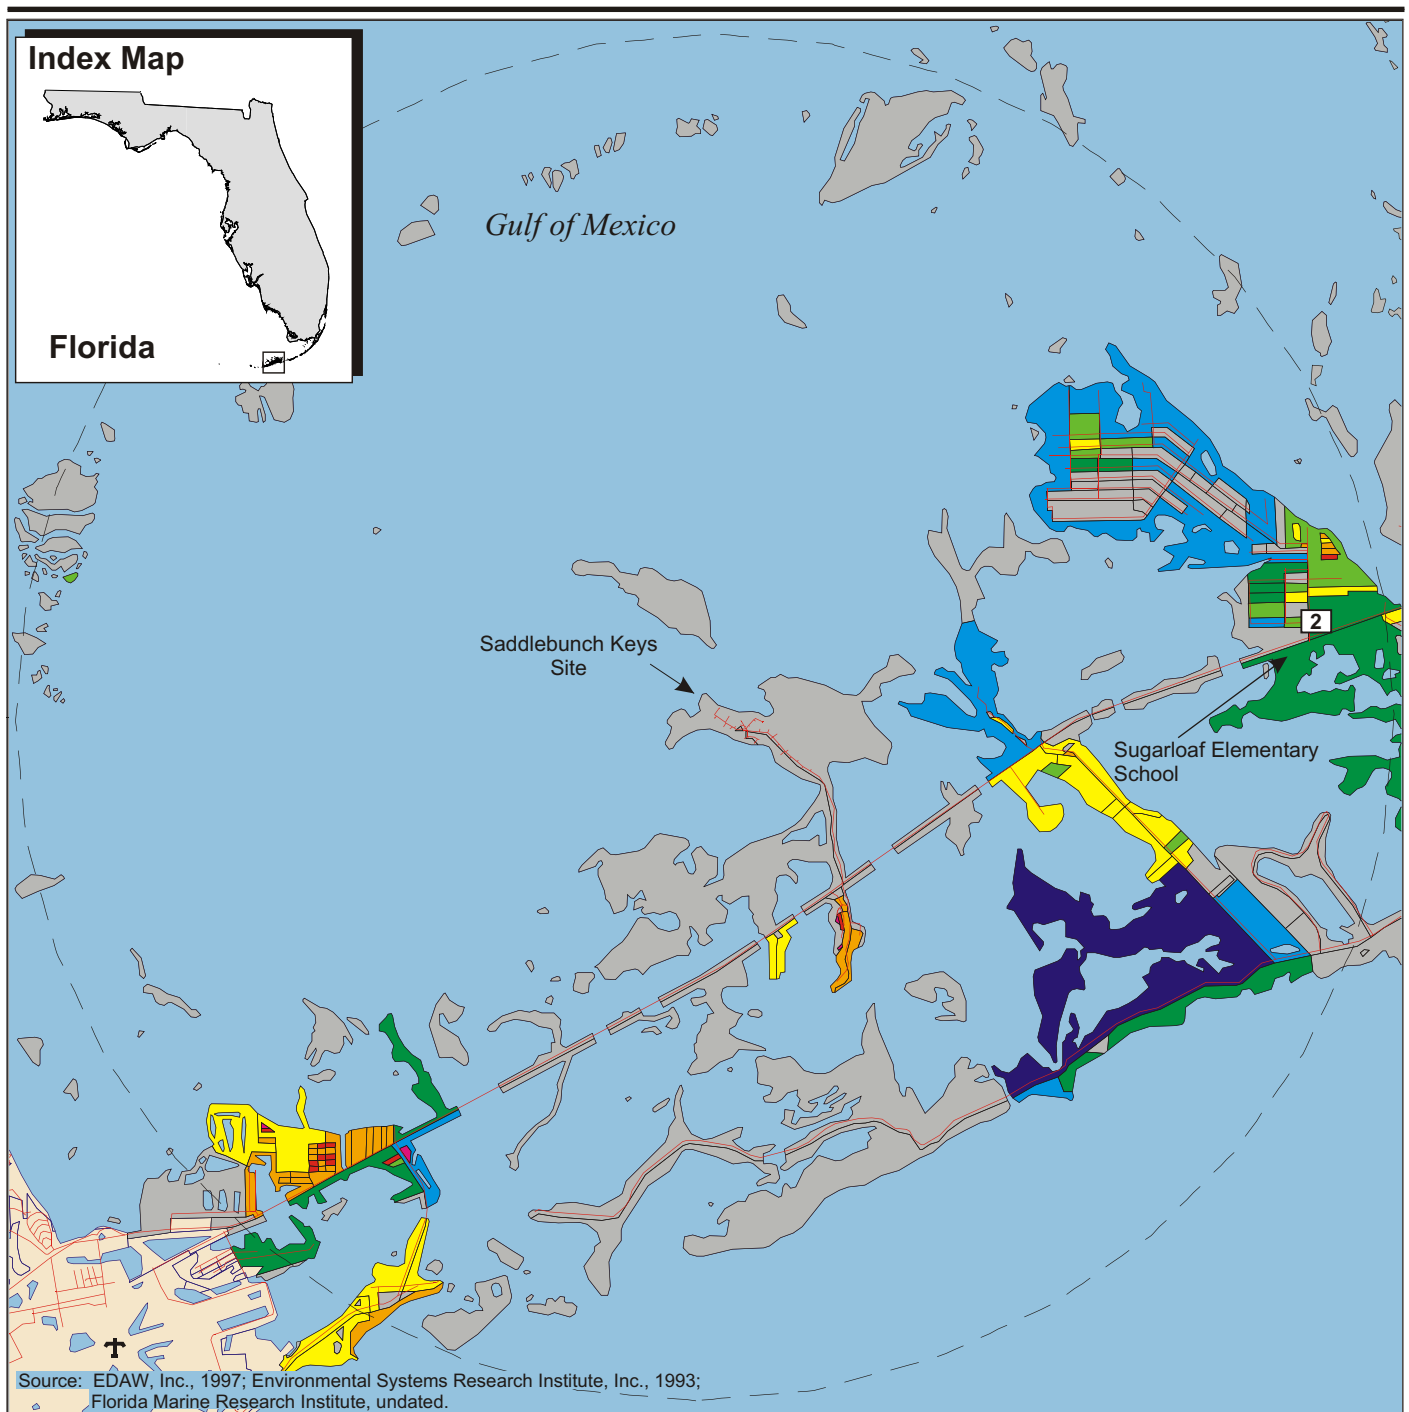 Index Map
Florida
Gulf of Mexico
Saddlebunch Keys
Site
2
Sugarloaf Elementary
School
Source: EDAW, Inc., 1997; Environmental Systems Research Institute, Inc., 1993;
Florida Marine Research Institute, undated.